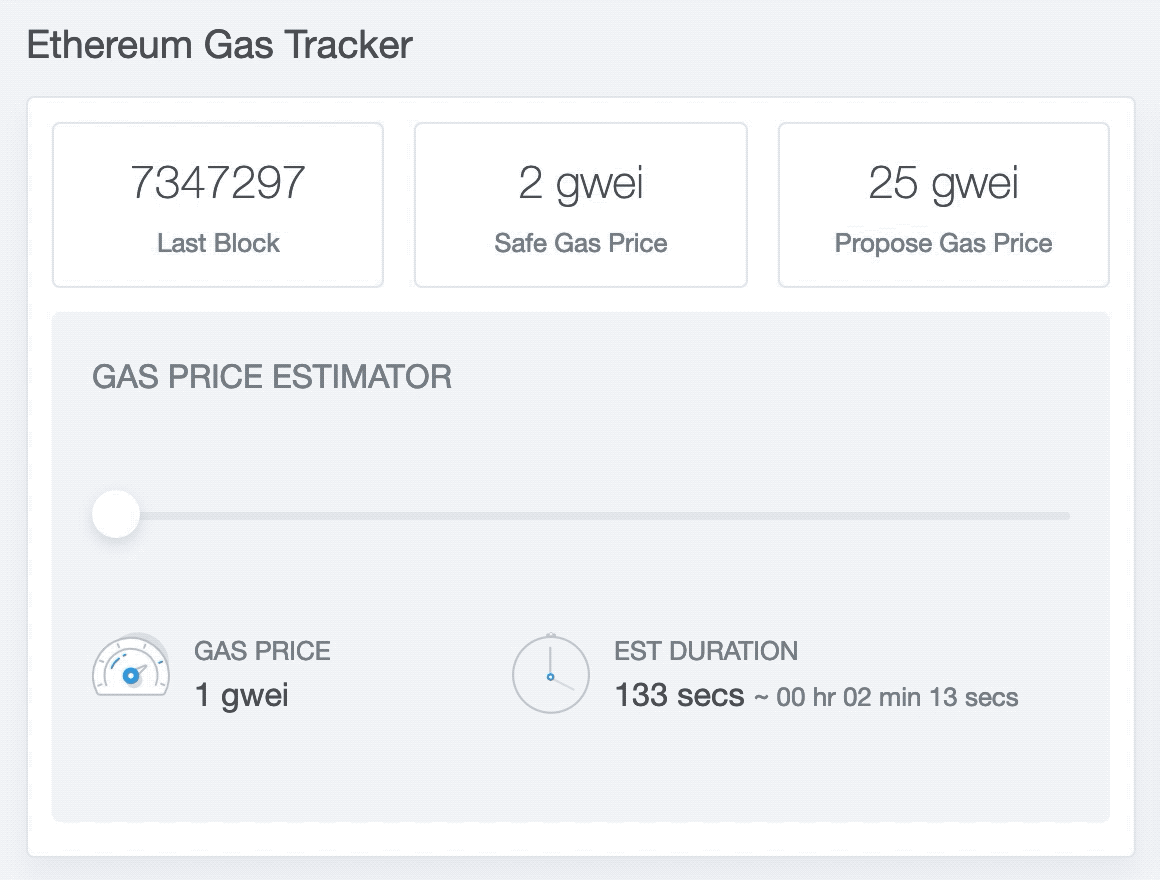 Ethereum Gas Tracker
7347297
Last Block
2 gwei
Safe Gas Price
25 gwei
Propose Gas Price
GAS PRICE ESTIMATOR
GAS PRICE
1 gwei
EST DURATION
133 secs ~ 00 hr 02 min 13 secs